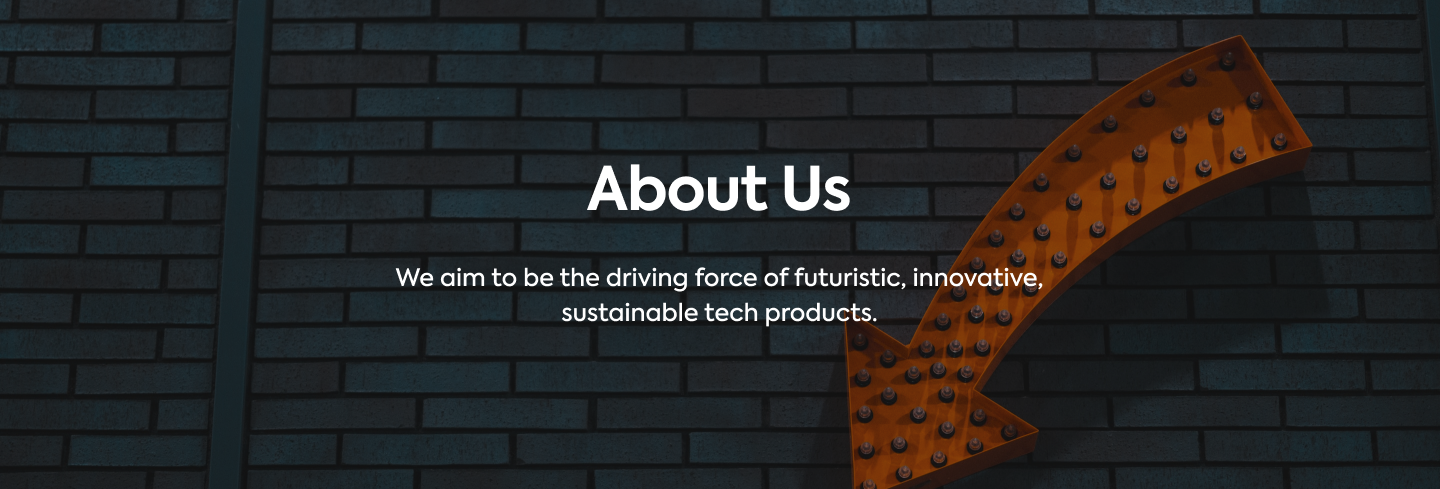 About Us
We aim to be the driving force of futuristic, innovative,
sustainable tech products.